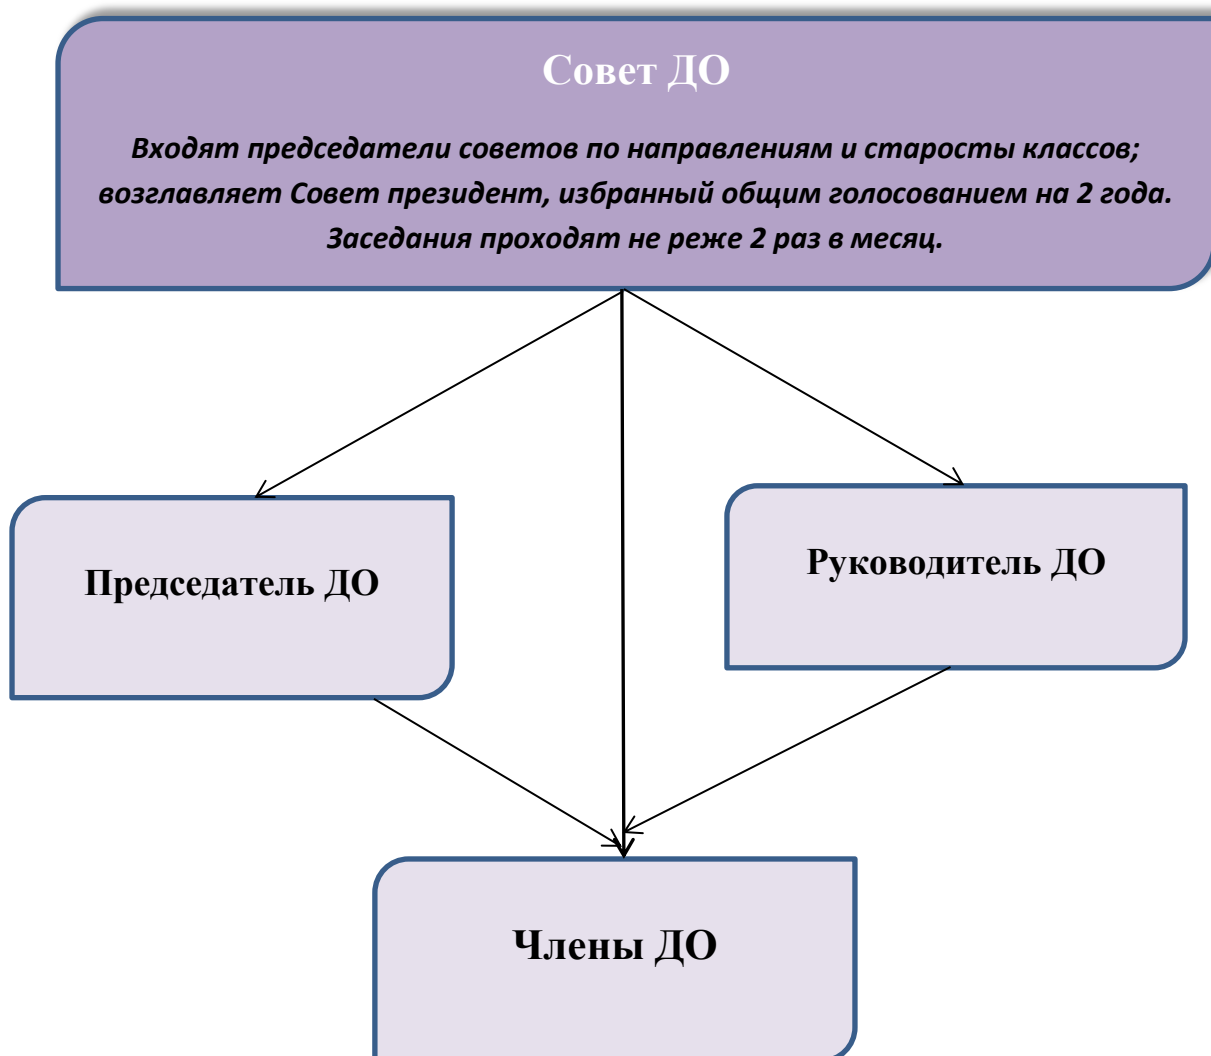 Совет ДО
Входят председатели советов по направлениям и старосты классов;
возглавляет Совет президент, избранный общим голосованием на 2 года.
Заседания проходят не реже 2 раз в месяц.
Председатель ДО
Руководитель ДО
Члены ДО